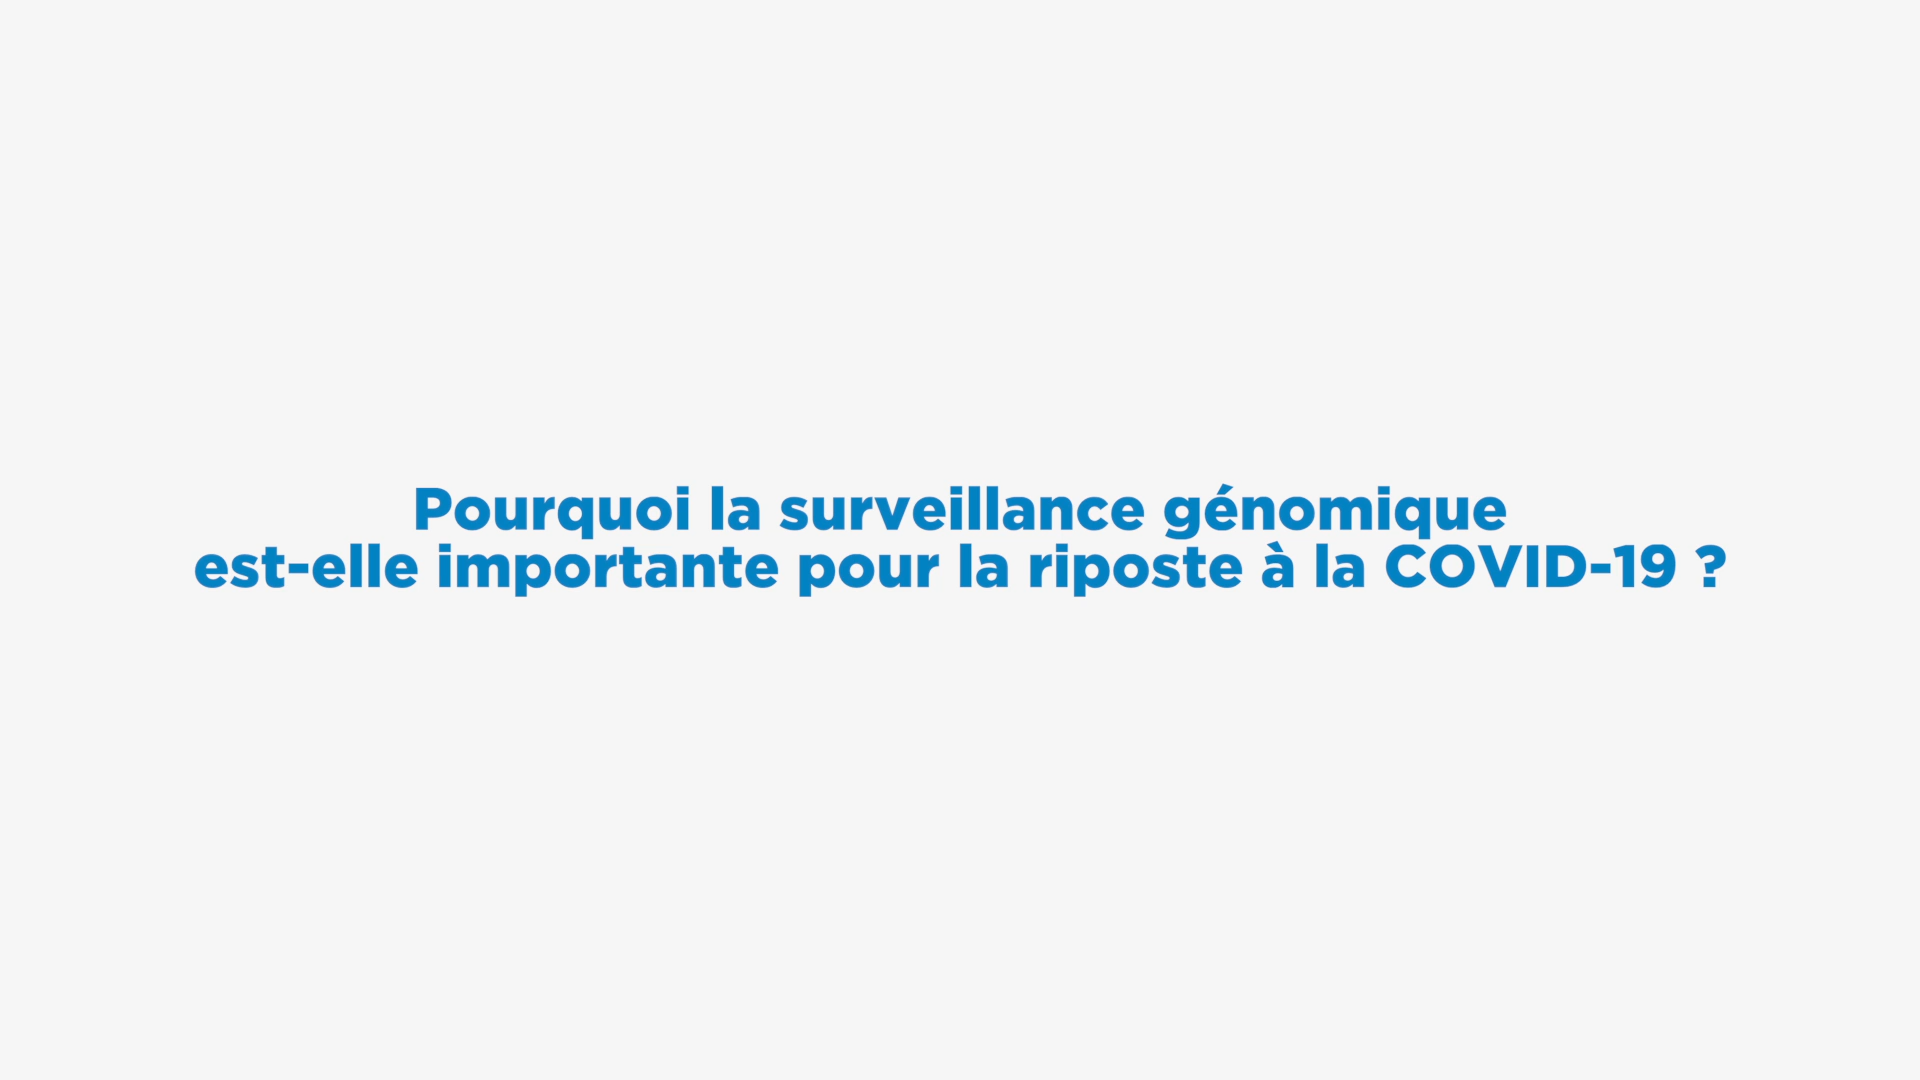 Pourquoi la surveillance génomique
est-elle importante pour la riposte à la COVID-19 ?